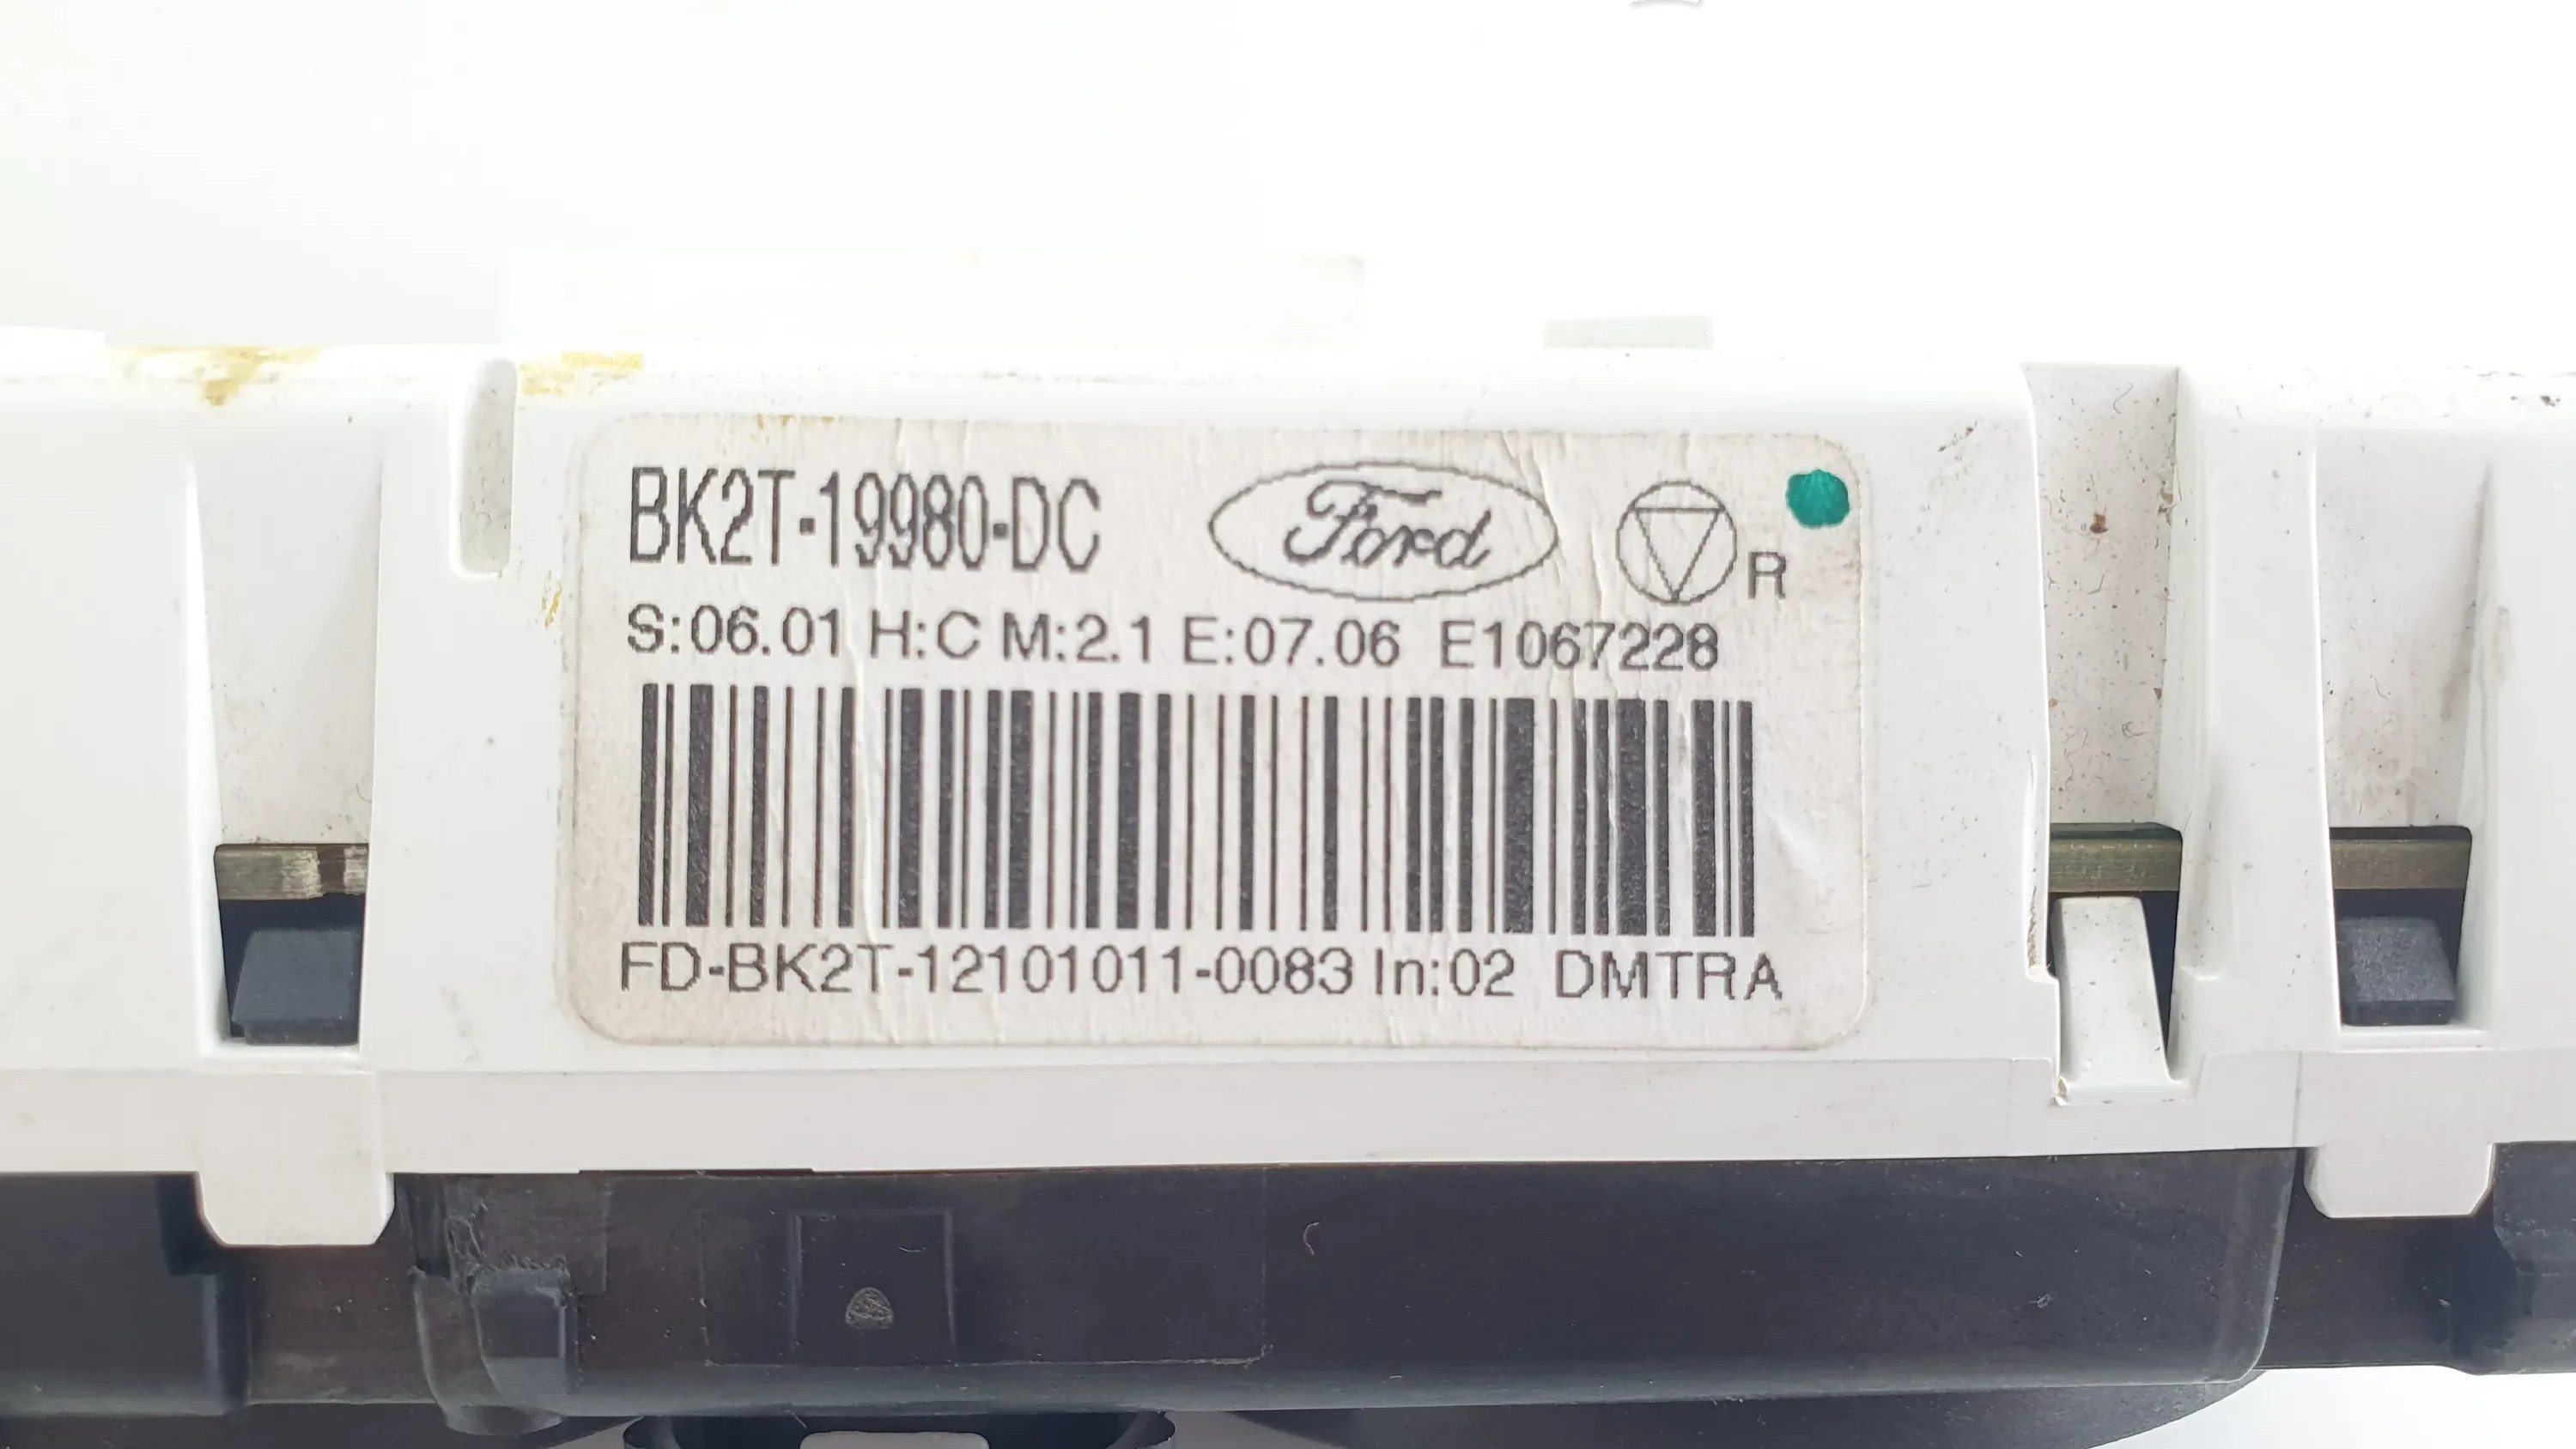 BK2T-19980-DC Ford R
S:06.01 H:C M:2.1 E:07.06 E1067228
FD-BK2T-12101011-0083 In:02 DMTRA